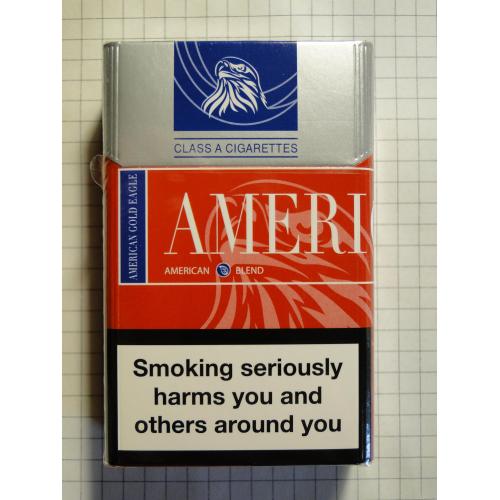 CLASS A CIGARETTES
AMERICAN GOLD EAGLE
AMERI
AMERICAN BLEND
Smoking seriously
harms you and
others around you